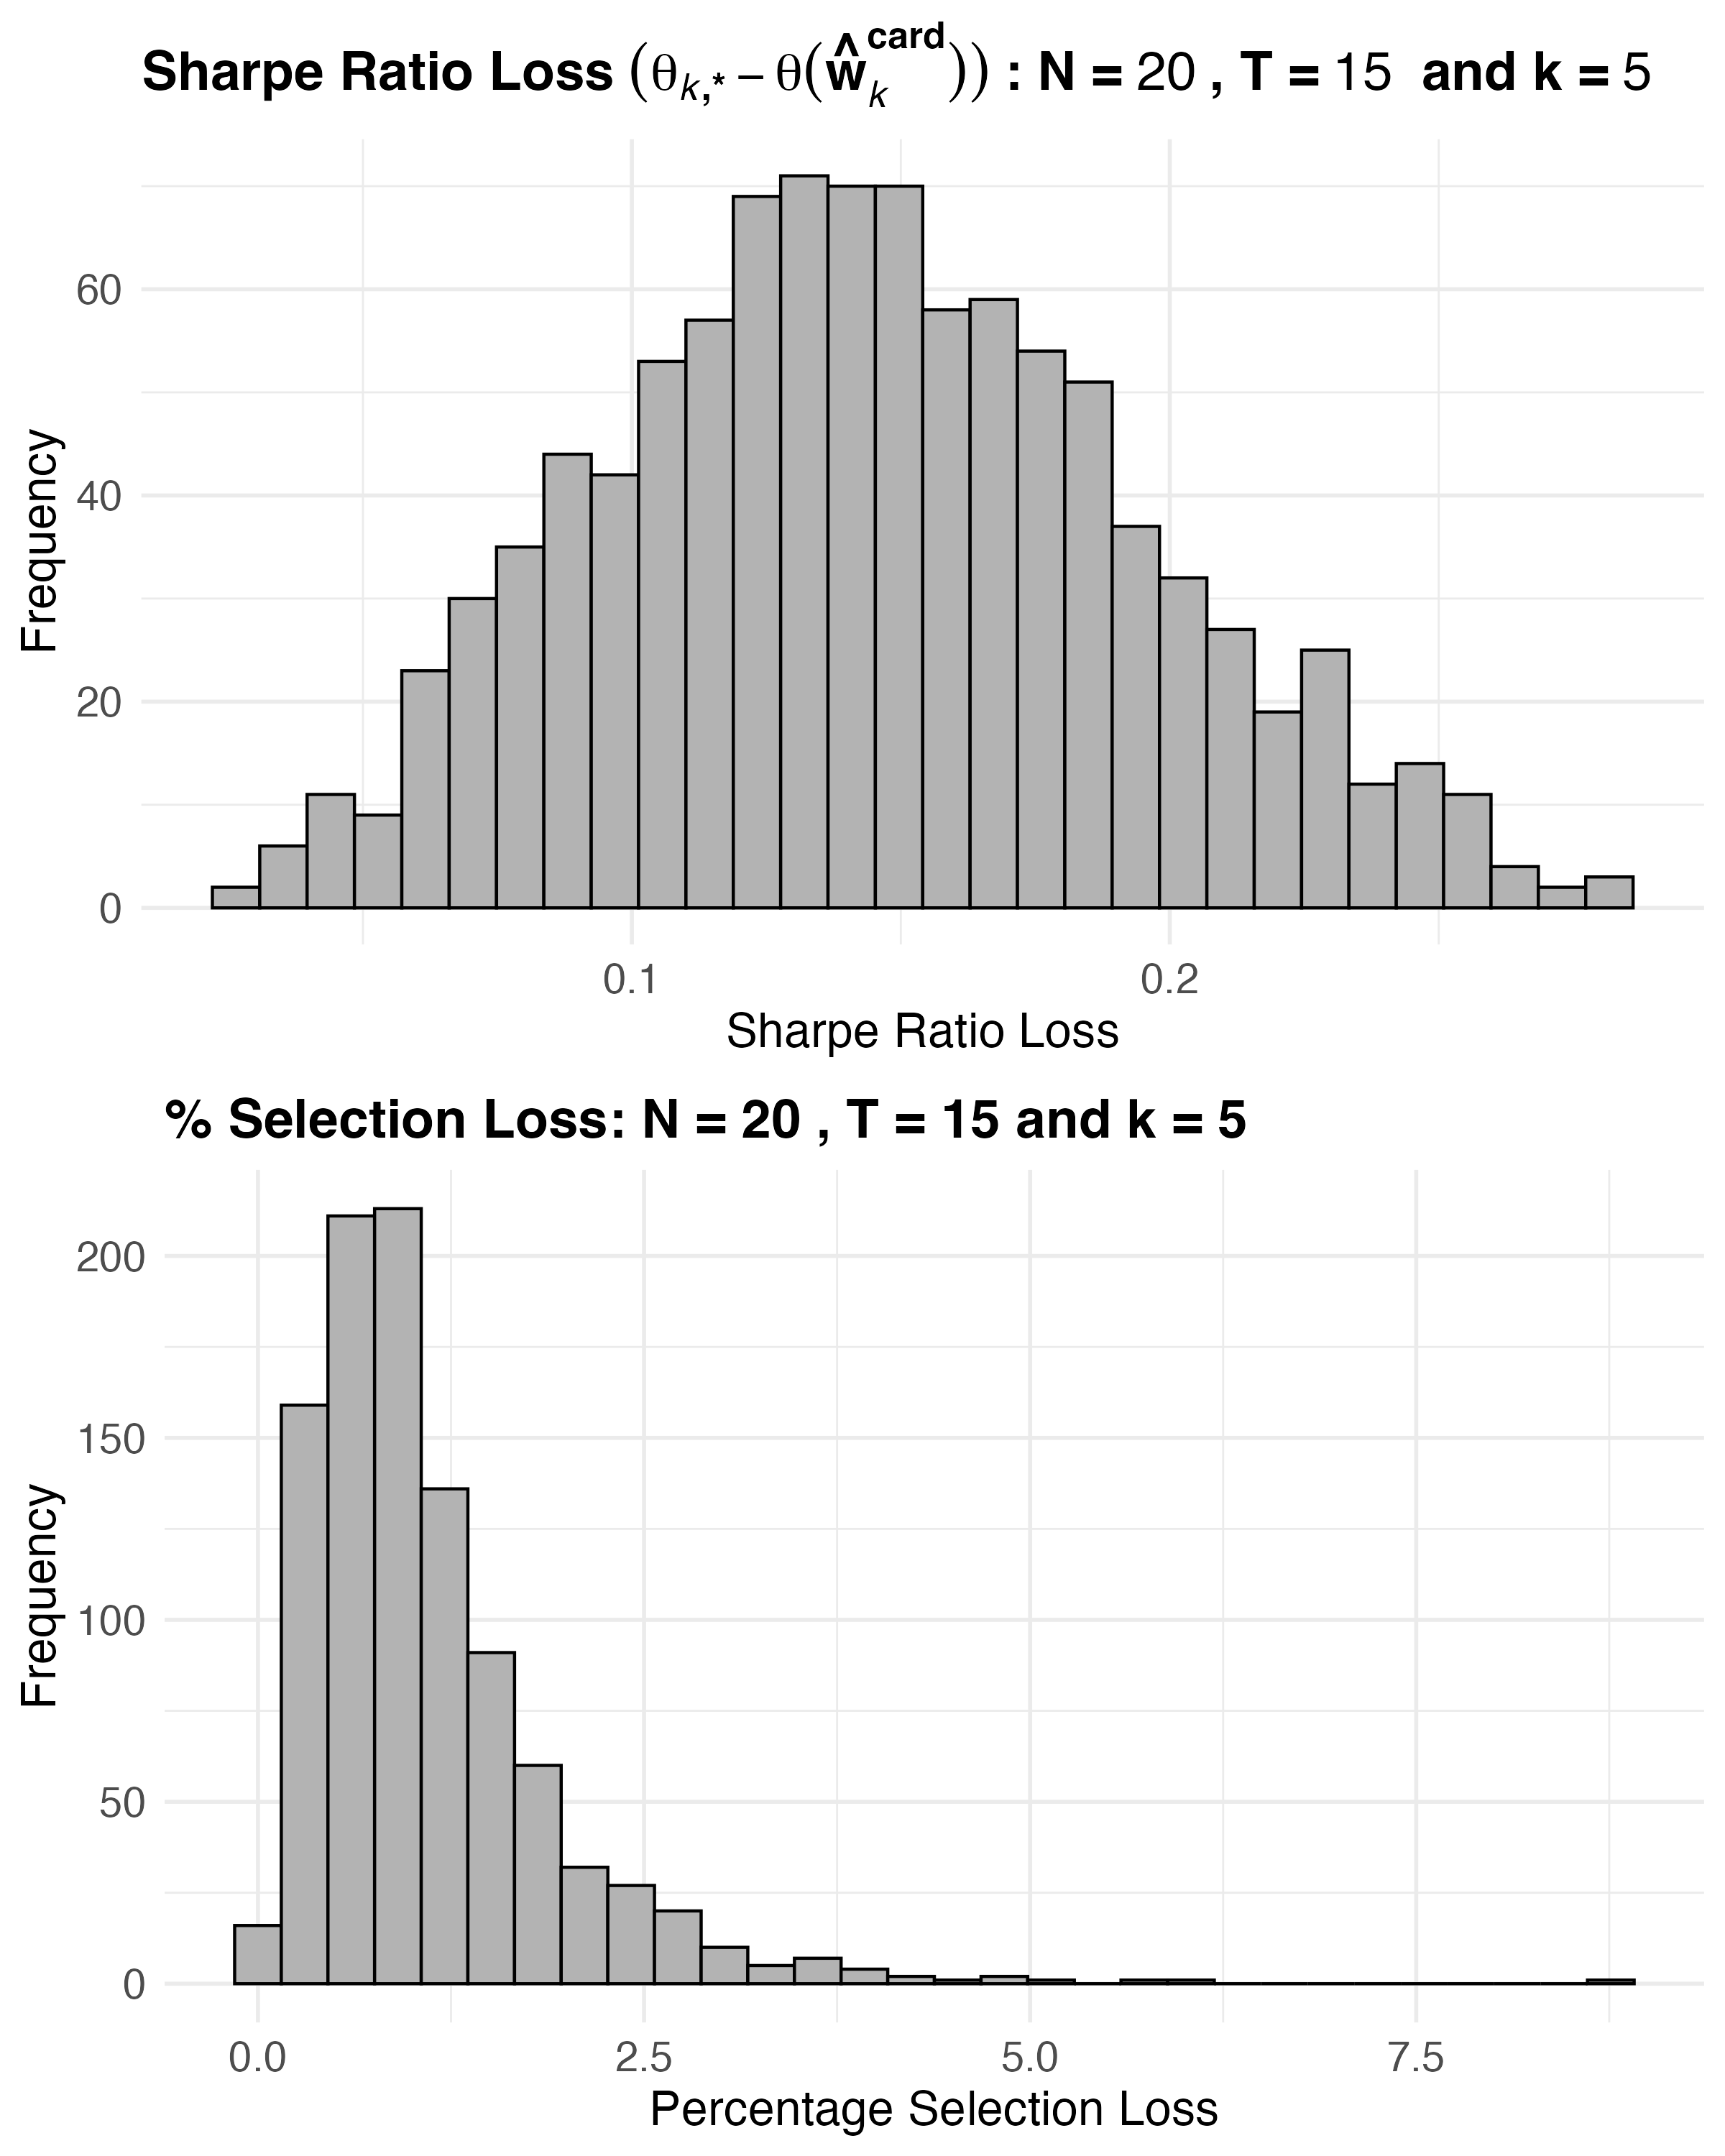 Sharpe Ratio Loss (θk,* − θ(ŵk^card)) : N = 20 , T = 15 and k = 5
60
40
20
0
Frequency
0.1 0.2
Sharpe Ratio Loss
% Selection Loss: N = 20 , T = 15 and k = 5
200
150
100
50
0
Frequency
0.0 2.5 5.0 7.5
Percentage Selection Loss